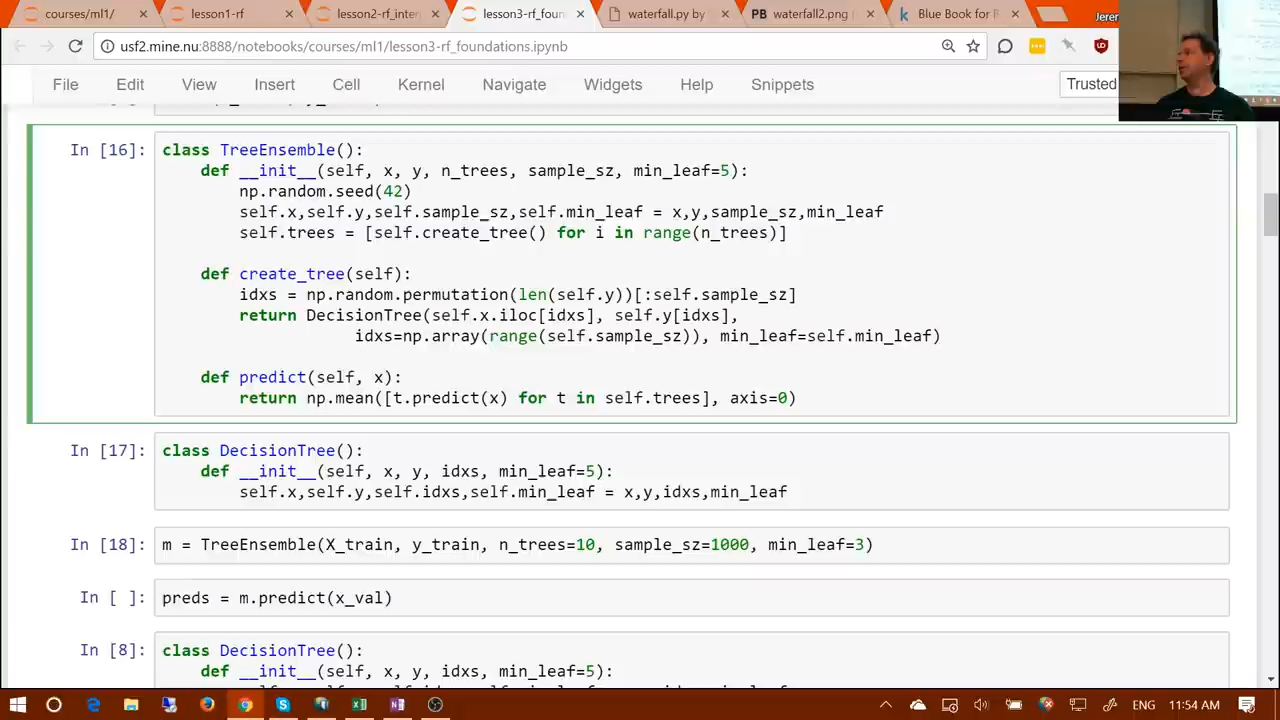 courses/ml1/
lesson1-rf
lesson2-rf_inter
lesson3-rf_fou
waterfall.py by
waterfall2.p
e Book for
Jeren
usf2.mine.nu:8888/notebooks/courses/ml1/lesson3-rf_foundations.ipynb
File Edit View Insert Cell Kernel Navigate Widgets Help Snippets
Trusted
In [16]: class TreeEnsemble():
def __init__(self, x, y, n_trees, sample_sz, min_leaf=5):
np.random.seed(42)
self.x,self.y,self.sample_sz,self.min_leaf = x,y,sample_sz,min_leaf
self.trees = [self.create_tree() for i in range(n_trees)]
def create_tree(self):
idxs = np.random.permutation(len(self.y))[:self.sample_sz]
return DecisionTree(self.x.iloc[idxs], self.y[idxs],
idxs=np.array(range(self.sample_sz)), min_leaf=self.min_leaf)
def predict(self, x):
return np.mean([t.predict(x) for t in self.trees], axis=0)
In [17]: class DecisionTree():
def __init__(self, x, y, idxs, min_leaf=5):
self.x,self.y,self.idxs,self.min_leaf = x,y,idxs,min_leaf
In [18]: m = TreeEnsemble(X_train, y_train, n_trees=10, sample_sz=1000, min_leaf=3)
In [ ]: preds = m.predict(x_val)
In [8]: class DecisionTree():
def __init__(self, x, y, idxs, min_leaf=5):
ENG 11:54 AM